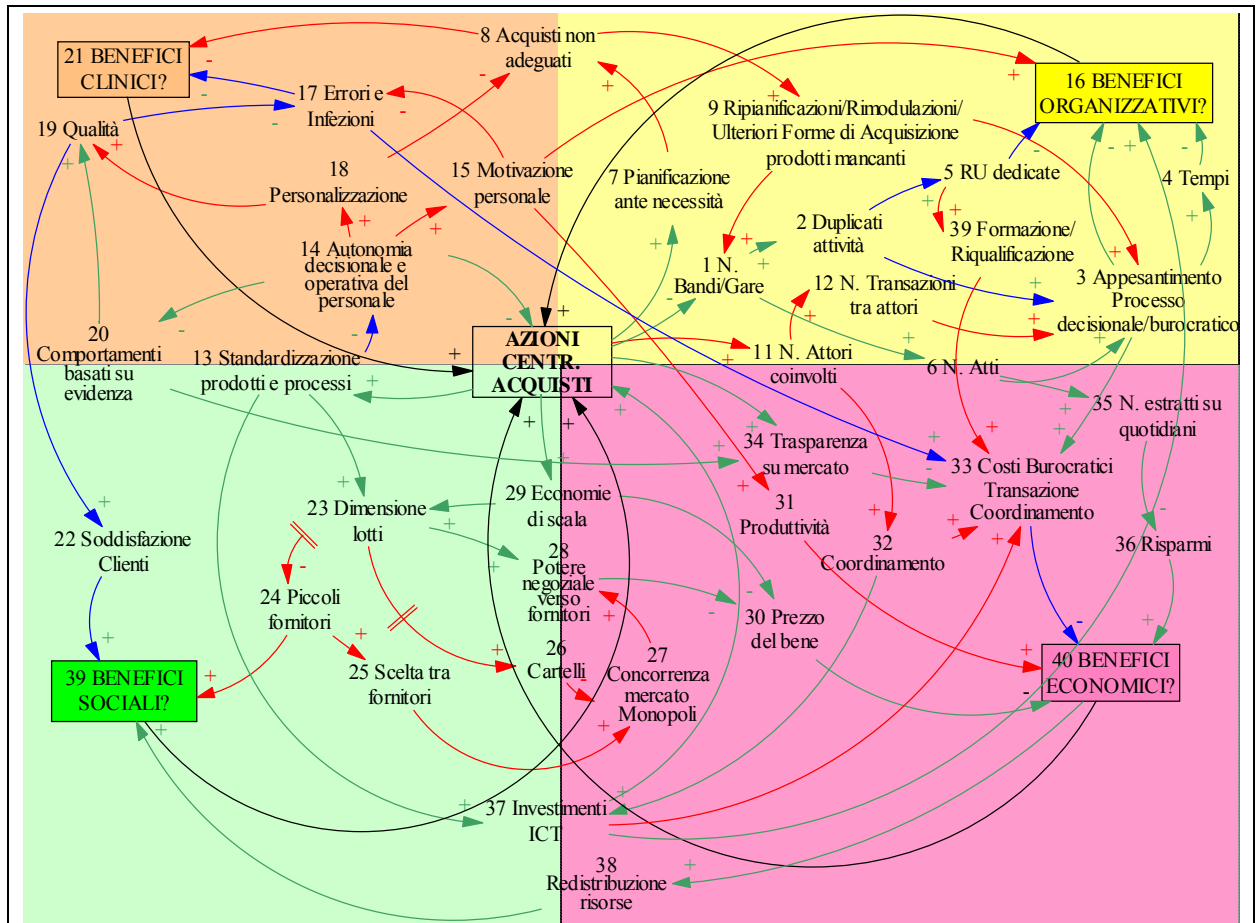 21 BENEFICI
CLINICI?
8 Acquisti non
adeguati
16 BENEFICI
ORGANIZZATIVI?
17 Errori e
Infezioni
9 Ripianificazioni/Rimodulazioni/
Ulteriori Forme di Acquisizione
prodotti mancanti
19 Qualità
18
Personalizzazione
15 Motivazione
personale
7 Pianificazione
ante necessità
5 RU dedicate
4 Tempi
2 Duplicati
attività
39 Formazione/
Riqualificazione
14 Autonomia
decisionale e
operativa del
personale
1 N.
Bandi/Gare
12 N. Transazioni
tra attori
3 Appesantimento
Processo
decisionale/burocratico
20
Comportamenti
basati su
evidenza
13 Standardizzazione
prodotti e processi
AZIONI
CENTR.
ACQUISTI
11 N. Attori
coinvolti
6 N. Atti
35 N. estratti su
quotidiani
34 Trasparenza
su mercato
33 Costi Burocratici
Transazione
Coordinamento
29 Economie
di scala
31
Produttività
23 Dimensione
lotti
22 Soddisfazione
Clienti
32
Coordinamento
36 Risparmi
28
Potere
negoziale
verso
fornitori
24 Piccoli
fornitori
30 Prezzo
del bene
25 Scelta tra
fornitori
26
Cartelli
27
Concorrenza
mercato
Monopoli
39 BENEFICI
SOCIALI?
40 BENEFICI
ECONOMICI?
37 Investimenti
ICT
38
Redistribuzione
risorse